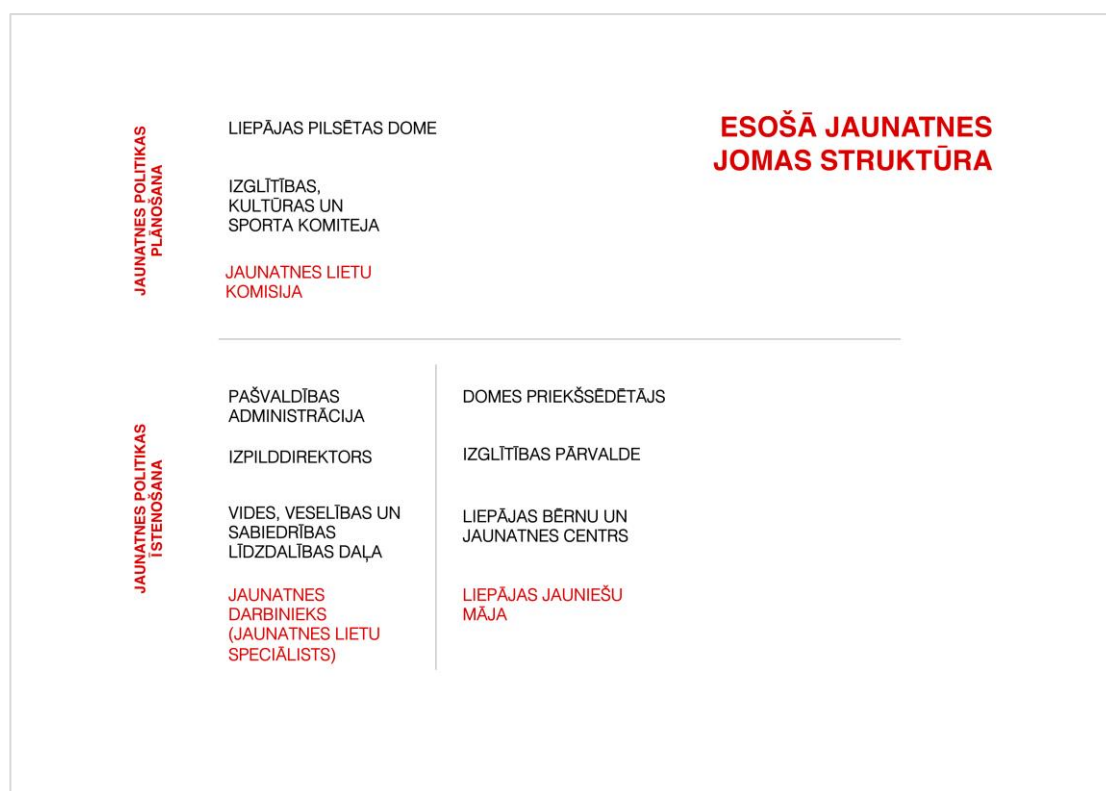 ESOŠĀ JAUNATNES
JOMAS STRUKTŪRA
JAUNATNES POLITIKAS
PLĀNOŠANA
LIEPĀJAS PILSĒTAS DOME
IZGLĪTĪBAS,
KULTŪRAS UN
SPORTA KOMITEJA
JAUNATNES LIETU
KOMISIJA
JAUNATNES POLITIKAS
ĪSTENOŠANA
PAŠVALDĪBAS
ADMINISTRĀCIJA
IZPILDDIREKTORS
VIDES, VESELĪBAS UN
SABIEDRĪBAS
LĪDZDALĪBAS DAĻA
JAUNATNES
DARBINIEKS
(JAUNATNES LIETU
SPECIĀLISTS)
DOMES PRIEKŠSĒDĒTĀJS
IZGLĪTĪBAS PĀRVALDE
LIEPĀJAS BĒRNU UN
JAUNATNES CENTRS
LIEPĀJAS JAUNIEŠU
MĀJA